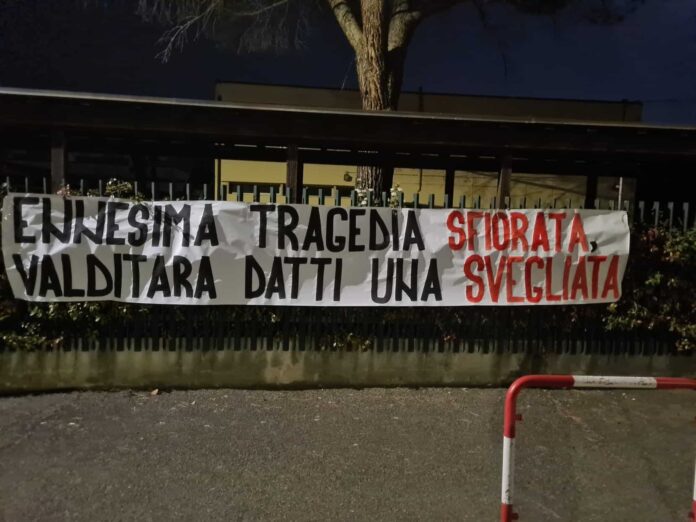 ENNESIMA TRAGEDIA SFIORATA,
VALDITARA DATTI UNA SVEGLIATA